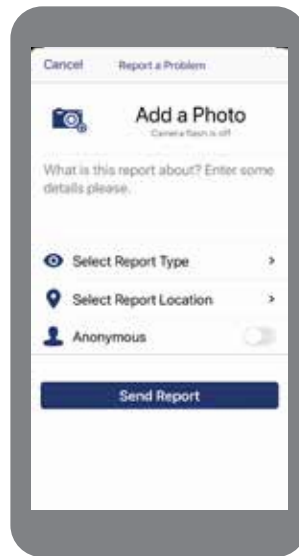 Cancel Report a Problem
Add a Photo
Camera flash is off
What is this report about? Enter some
details please.
Select Report Type
Select Report Location
Anonymous
Send Report